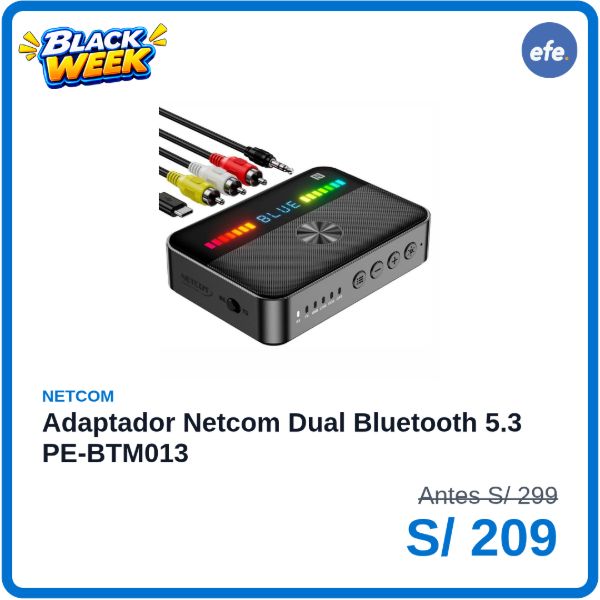 BLACK
WEEK
efe.
BLUE
NETCOM
Adaptador Netcom Dual Bluetooth 5.3
PE-BTM013
Antes S/ 299
S/ 209